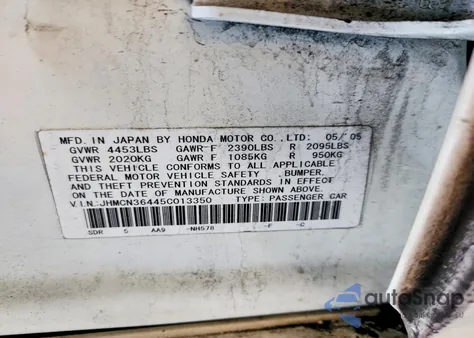 MFD. IN JAPAN BY HONDA MOTOR CO., LTD: 05/05
GVWR 4453LBS GAWR-F 2390LBS R 2095LBS
GVWR 2020KG GAWR F 1085KG R 950KG
THIS VEHICLE CONFORMS TO ALL APPLICABLE
FEDERAL MOTOR VEHICLE SAFETY, BUMPER,
AND THEFT PREVENTION STANDARDS IN EFFECT
ON THE DATE OF MANUFACTURE SHOWN ABOVE.
V.I.N.:JHMCN36445C013350 TYPE: PASSENGER CAR
SDR 5 AA9 -NH578 -F -C
autoSnap